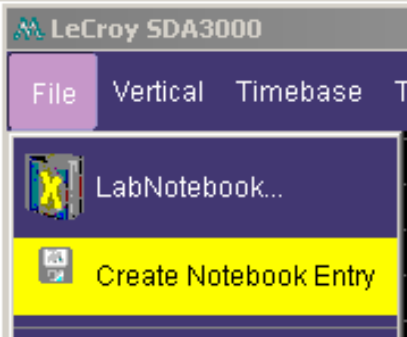 LeCroy SDA3000
File Vertical Timebase T
LabNotebook...
Create Notebook Entry